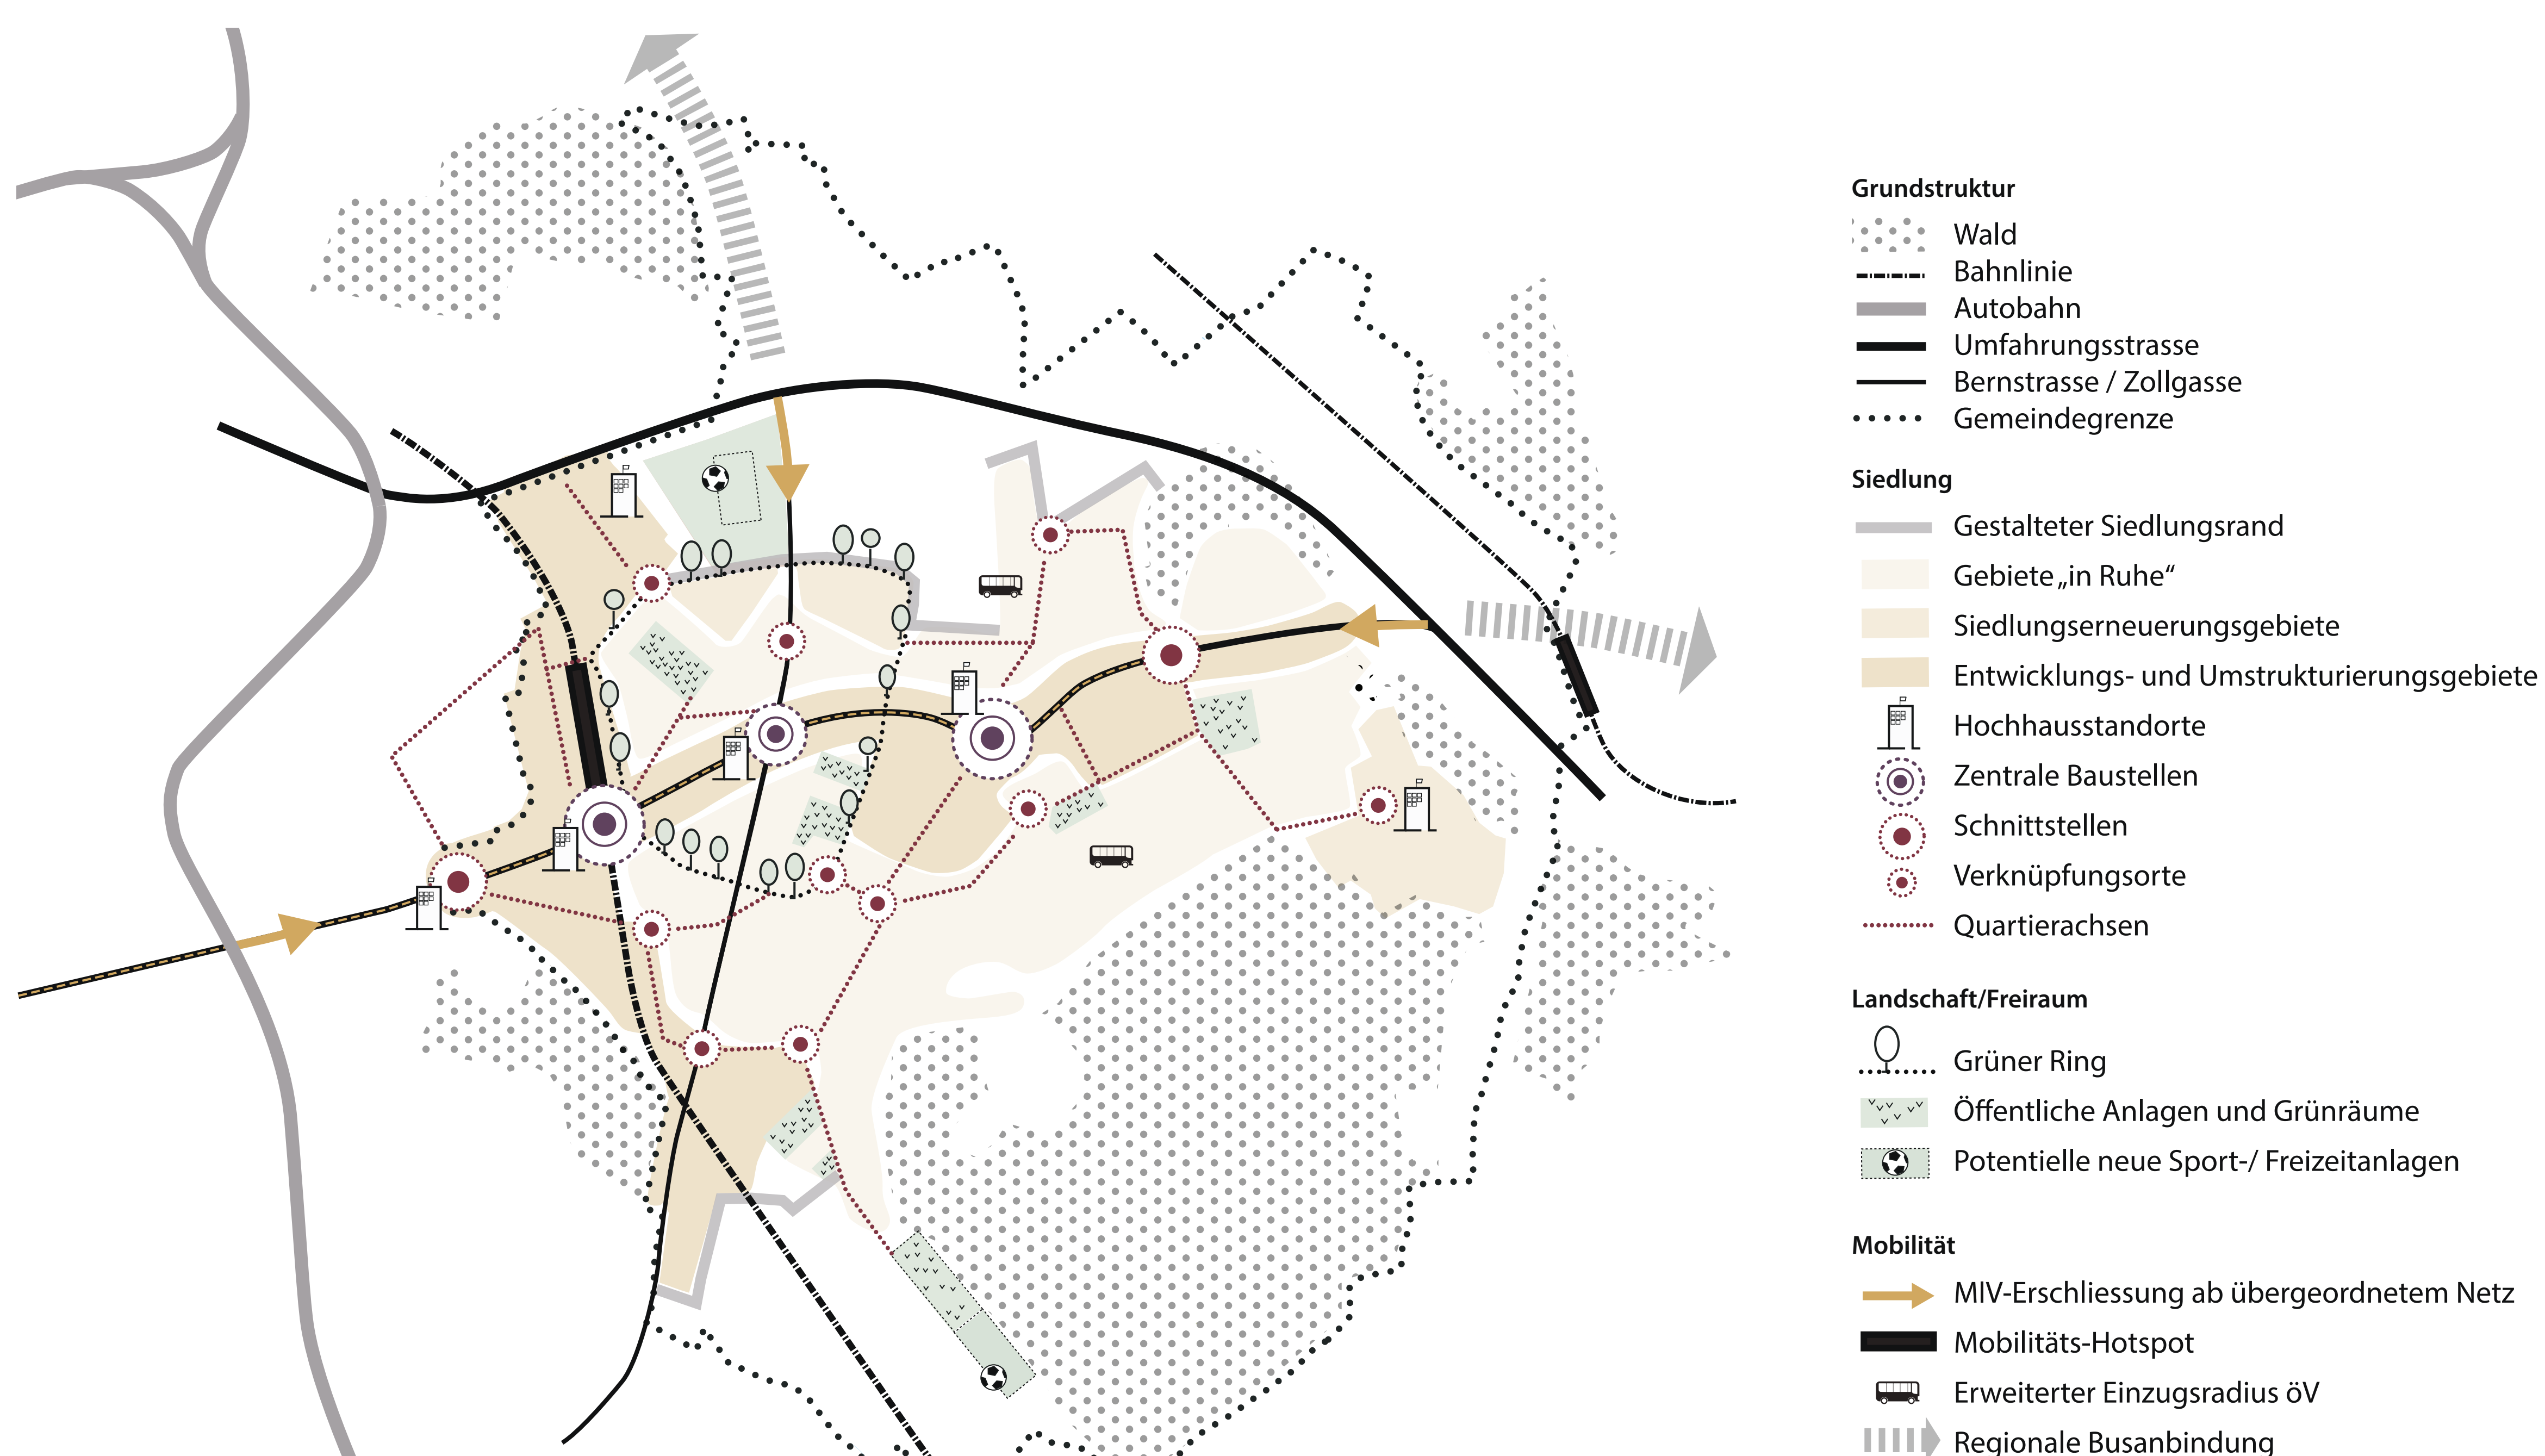 Grundstruktur
Wald
Bahnlinie
Autobahn
Umfahrungsstrasse
Bernstrasse / Zollgasse
Gemeindegrenze
Siedlung
Gestalteter Siedlungsrand
Gebiete „in Ruhe“
Siedlungserneuerungsgebiete
Entwicklungs- und Umstrukturierungsgebiete
Hochhausstandorte
Zentrale Baustellen
Schnittstellen
Verknüpfungsorte
Quartierachsen
Landschaft/Freiraum
Grüner Ring
Öffentliche Anlagen und Grünräume
Potentielle neue Sport-/ Freizeitanlagen
Mobilität
MIV-Erschliessung ab übergeordnetem Netz
Mobilitäts-Hotspot
Erweiterter Einzugsradius öV
Regionale Busanbindung